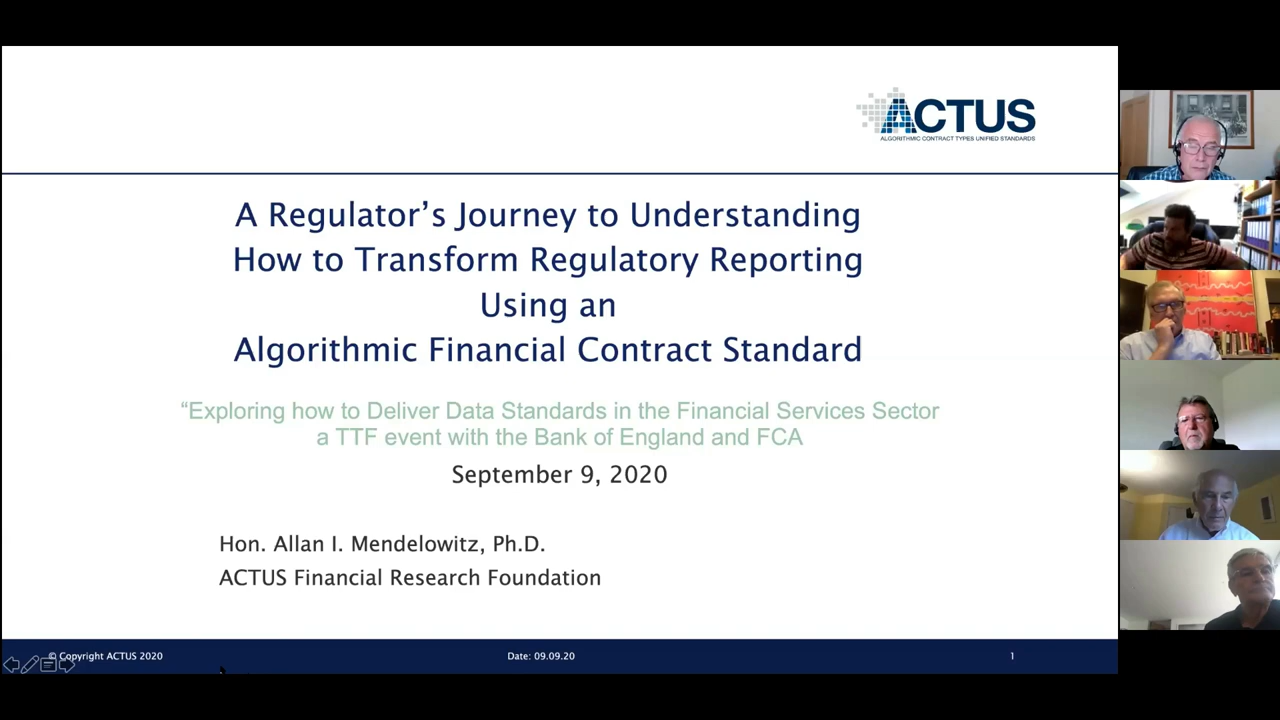 ACTUS
ALGORITHMIC CONTRACT TYPES UNIFIED STANDARDS
A Regulator’s Journey to Understanding
How to Transform Regulatory Reporting
Using an
Algorithmic Financial Contract Standard
“Exploring how to Deliver Data Standards in the Financial Services Sector
a TTF event with the Bank of England and FCA
September 9, 2020
Hon. Allan I. Mendelowitz, Ph.D.
ACTUS Financial Research Foundation
© Copyright ACTUS 2020
Date: 09.09.20
1